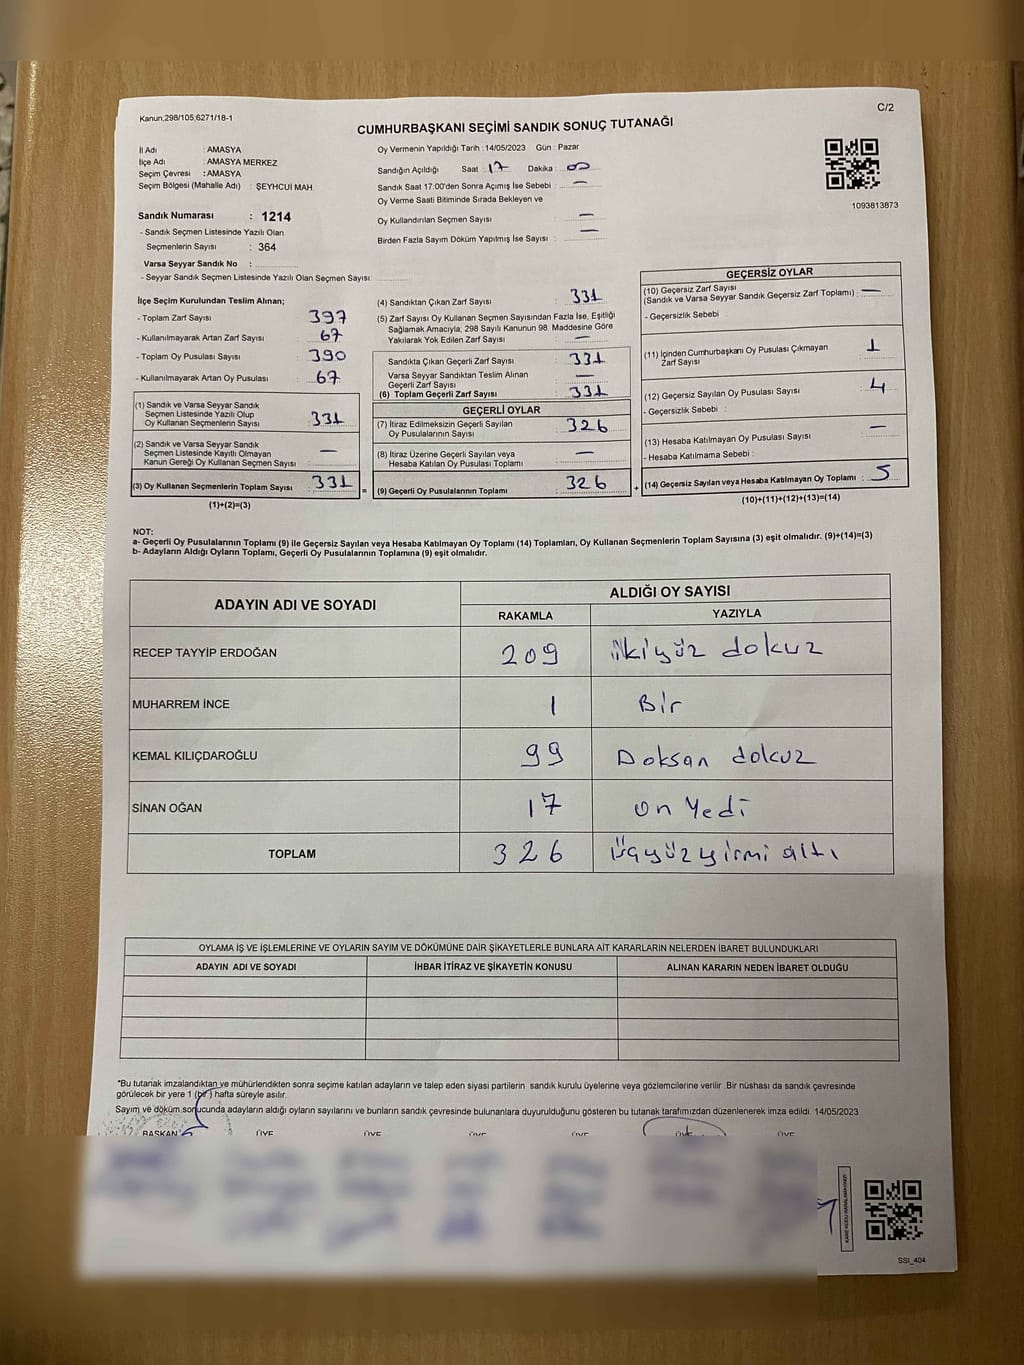 Kanun;298/105,6271/18-1
C/2
CUMHURBAŞKANI SEÇİMİ SANDIK SONUÇ TUTANAĞI
İl Adı : AMASYA
İlçe Adı : AMASYA MERKEZ
Seçim Çevresi : AMASYA
Seçim Bölgesi (Mahalle Adı) : ŞEYHCUİ MAH
Sandık Numarası : 1214
- Sandık Seçmen Listesinde Yazılı Olan
Seçmenlerin Sayısı : 364
Varsa Seyyar Sandık No :
- Seyyar Sandık Seçmen Listesinde Yazılı Olan Seçmen Sayısı:
Oy Vermenin Yapıldığı Tarih : 14/05/2023 Gün : Pazar
Sandığın Açıldığı Saat : 17 Dakika : 00
Sandık Saat 17:00'den Sonra Açımış İse Sebebi : —
Oy Verme Saati Bitiminde Sırada Bekleyen ve
Oy Kullandırılan Seçmen Sayısı : —
Birden Fazla Sayım Döküm Yapılmış İse Sayısı : —
1093813873
İlçe Seçim Kurulundan Teslim Alınan;
- Toplam Zarf Sayısı : 397
- Kullanılmayarak Artan Zarf Sayısı : 67
- Toplam Oy Pusulası Sayısı : 390
- Kullanılmayarak Artan Oy Pusulası : 67
(1) Sandık ve Varsa Seyyar Sandık
Seçmen Listesinde Yazılı Olup
Oy Kullanan Seçmenlerin Sayısı : 331
(2) Sandık ve Varsa Seyyar Sandık
Seçmen Listesinde Kayıtlı Olmayan
Kanun Gereği Oy Kullanan Seçmen Sayısı : —
(3) Oy Kullanan Seçmenlerin Toplam Sayısı : 331
(1)+(2)=(3)
=
(4) Sandıktan Çıkan Zarf Sayısı : 331
(5) Zarf Sayısı Oy Kullanan Seçmen Sayısından Fazla İse, Eşitliği
Sağlamak Amacıyla; 298 Sayılı Kanunun 98. Maddesine Göre
Yakılarak Yok Edilen Zarf Sayısı : —
Sandıkta Çıkan Geçerli Zarf Sayısı : 331
Varsa Seyyar Sandıktan Teslim Alınan
Geçerli Zarf Sayısı : —
(6) Toplam Geçerli Zarf Sayısı : 331
GEÇERLİ OYLAR
(7) İtiraz Edilmeksizin Geçerli Sayılan
Oy Pusulalarının Sayısı : 326
(8) İtiraz Üzerine Geçerli Sayılan veya
Hesaba Katılan Oy Pusulası Toplamı : —
(9) Geçerli Oy Pusulalarının Toplamı : 326
+
GEÇERSİZ OYLAR
(10) Geçersiz Zarf Sayısı
(Sandık ve Varsa Seyyar Sandık Geçersiz Zarf Toplamı) : —
- Geçersizlik Sebebi :
(11) İçinden Cumhurbaşkanı Oy Pusulası Çıkmayan
Zarf Sayısı : 1
(12) Geçersiz Sayılan Oy Pusulası Sayısı : 4
- Geçersizlik Sebebi :
(13) Hesaba Katılmayan Oy Pusulası Sayısı : —
- Hesaba Katılmama Sebebi :
(14) Geçersiz Sayılan veya Hesaba Katılmayan Oy Toplamı : 5
(10)+(11)+(12)+(13)=(14)
NOT:
a- Geçerli Oy Pusulalarının Toplamı (9) ile Geçersiz Sayılan veya Hesaba Katılmayan Oy Toplamı (14) Toplamları, Oy Kullanan Seçmenlerin Toplam Sayısına (3) eşit olmalıdır. (9)+(14)=(3)
b- Adayların Aldığı Oyların Toplamı, Geçerli Oy Pusulalarının Toplamına (9) eşit olmalıdır.
ADAYIN ADI VE SOYADI
ALDIĞI OY SAYISI
RAKAMLA YAZIYLA
RECEP TAYYİP ERDOĞAN 209 ikiyüz dokuz
MUHARREM İNCE 1 Bir
KEMAL KILIÇDAROĞLU 99 Doksan dokuz
SİNAN OĞAN 17 on Yedi
TOPLAM 326 üçyüzyirmi altı
OYLAMA İŞ VE İŞLEMLERİNE VE OYLARIN SAYIM VE DÖKÜMÜNE DAİR ŞİKAYETLERLE BUNLARA AİT KARARLARIN NELERDEN İBARET BULUNDUKLARI
ADAYIN ADI VE SOYADI İHBAR İTİRAZ VE ŞİKAYETİN KONUSU ALINAN KARARIN NEDEN İBARET OLDUĞU
*Bu tutanak imzalandıktan ve mühürlendikten sonra seçime katılan adayların ve talep eden siyasi partilerin sandık kurulu üyelerine veya gözlemcilerine verilir .Bir nüshası da sandık çevresinde
görülecek bir yere 1 (bir) hafta süreyle asılır.
Sayım ve döküm sonucunda adayların aldığı oyların sayılarını ve bunların sandık çevresinde bulunanlara duyurulduğunu gösteren bu tutanak tarafımızdan düzenlenerek imza edildi. 14/05/2023
BAŞKAN ÜYE ÜYE ÜYE ÜYE ÜYE ÜYE
KARE KODU KARALAMAYINIZ!
SSI_404